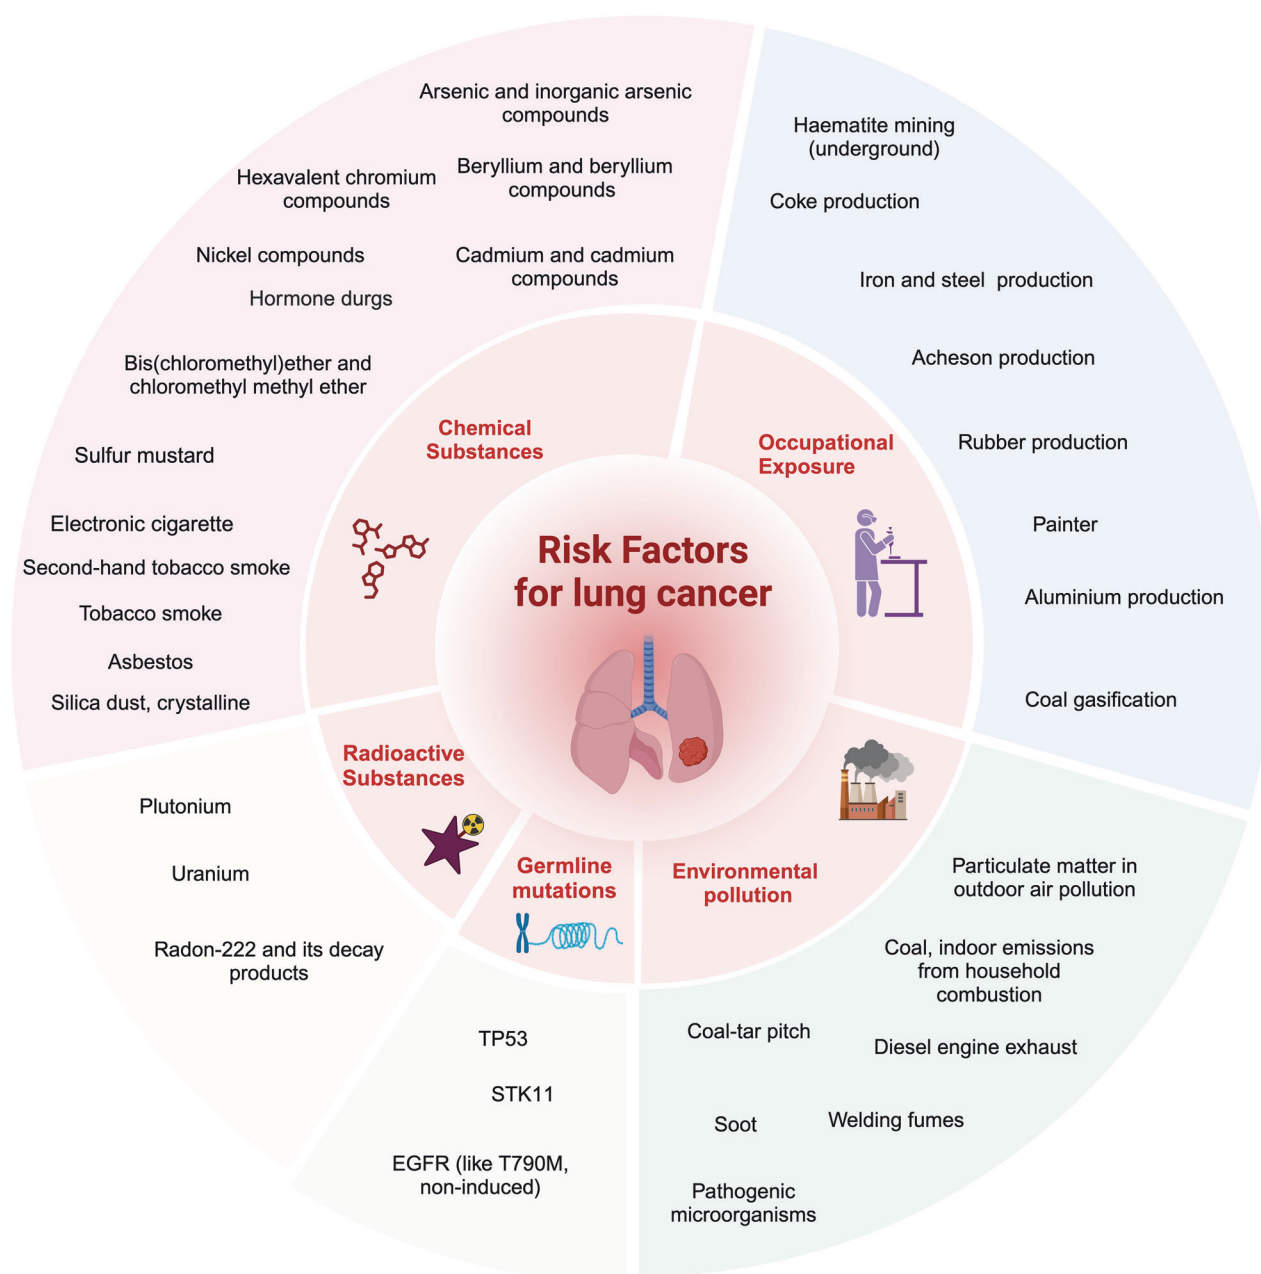 Risk Factors
for lung cancer
Chemical
Substances
Arsenic and inorganic arsenic
compounds
Beryllium and beryllium
compounds
Hexavalent chromium
compounds
Nickel compounds
Cadmium and cadmium
compounds
Hormone durgs
Bis(chloromethyl)ether and
chloromethyl methyl ether
Sulfur mustard
Electronic cigarette
Second-hand tobacco smoke
Tobacco smoke
Asbestos
Silica dust, crystalline
Occupational
Exposure
Haematite mining
(underground)
Coke production
Iron and steel  production
Acheson production
Rubber production
Painter
Aluminium production
Coal gasification
Environmental
pollution
Particulate matter in
outdoor air pollution
Coal, indoor emissions
from household
combustion
Coal-tar pitch
Diesel engine exhaust
Soot
Welding fumes
Pathogenic
microorganisms
Germline
mutations
TP53
STK11
EGFR (like T790M,
non-induced)
Radioactive
Substances
Plutonium
Uranium
Radon-222 and its decay
products